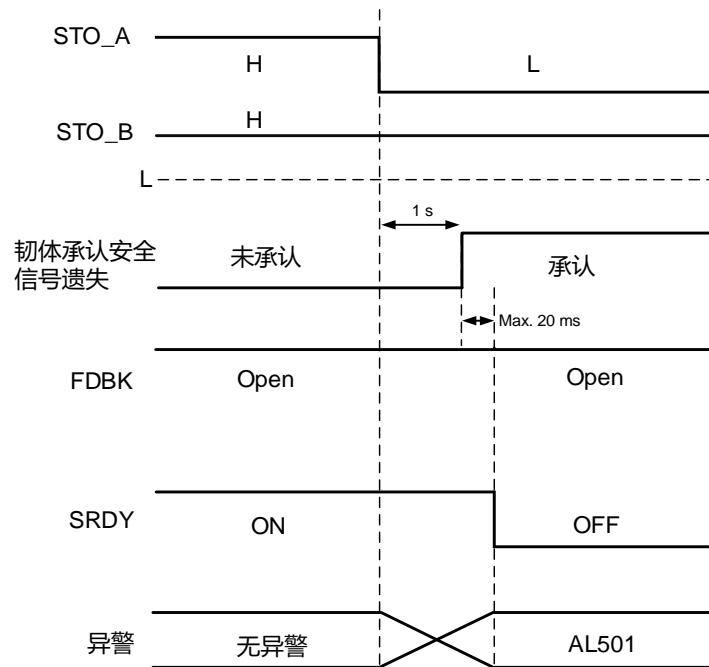 STO_A
H
L
STO_B
H
L
1 s
韧体承认安全
信号遗失
未承认
承认
Max. 20 ms
FDBK
Open
Open
SRDY
ON
OFF
异警
无异警
AL501